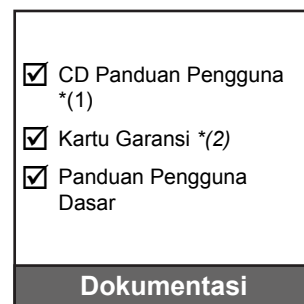 ☑ CD Panduan Pengguna
*(1)
☑ Kartu Garansi *(2)
☑ Panduan Pengguna
Dasar
Dokumentasi